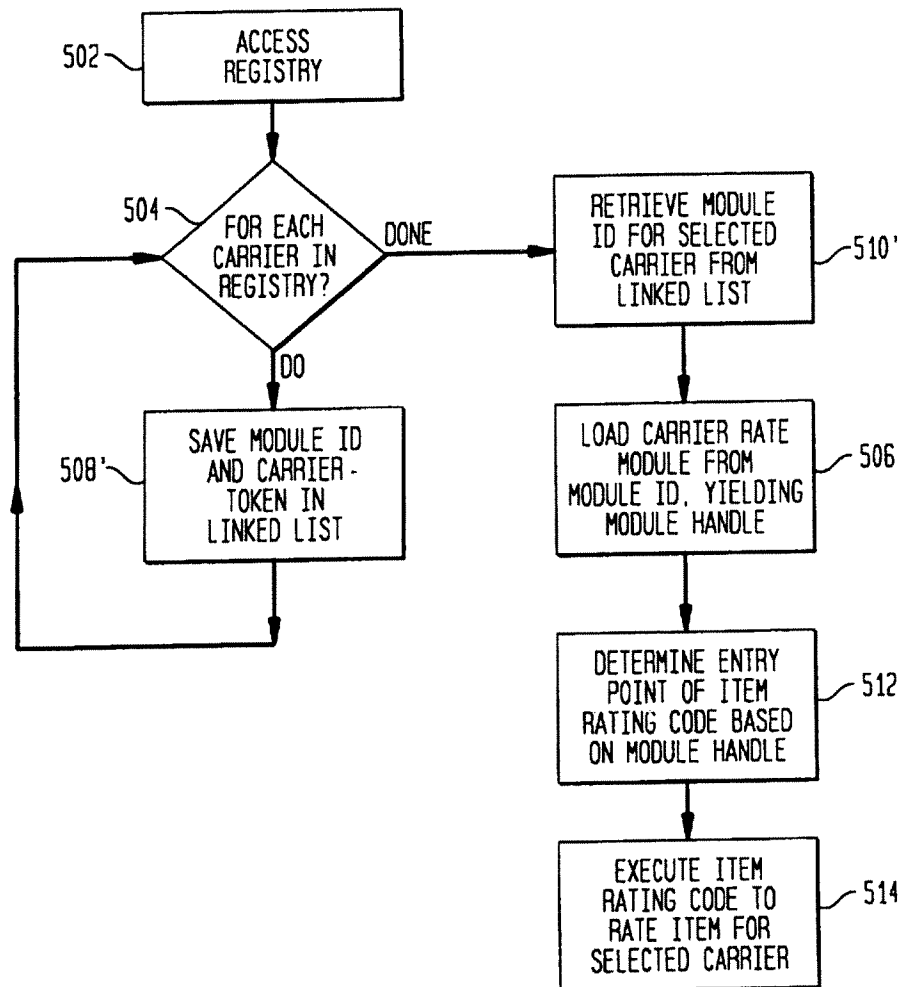 502
ACCESS
REGISTRY
504
FOR EACH
CARRIER IN
REGISTRY?
DONE
DO
508'
SAVE MODULE ID
AND CARRIER-
TOKEN IN
LINKED LIST
RETRIEVE MODULE
ID FOR SELECTED
CARRIER FROM
LINKED LIST
510'
LOAD CARRIER RATE
MODULE FROM
MODULE ID, YIELDING
MODULE HANDLE
506
DETERMINE ENTRY
POINT OF ITEM
RATING CODE BASED
ON MODULE HANDLE
512
EXECUTE ITEM
RATING CODE TO
RATE ITEM FOR
SELECTED CARRIER
514